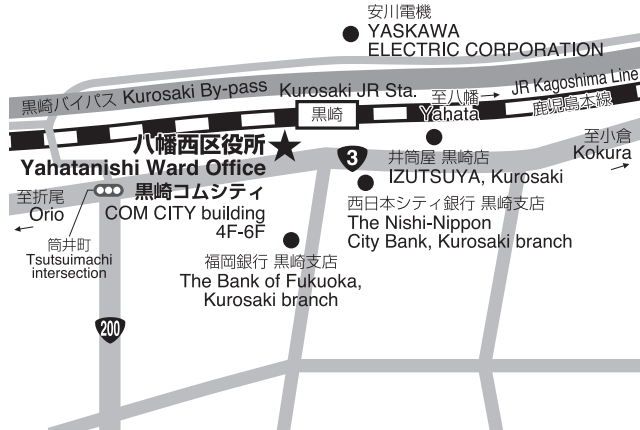 安川電機
YASKAWA
ELECTRIC CORPORATION
黒崎バイパス Kurosaki By-pass
Kurosaki JR Sta.
至八幡
Yahata
JR Kagoshima Line
鹿児島本線
黒崎
八幡西区役所
Yahatanishi Ward Office
黒崎コムシティ
COM CITY building
4F-6F
3
井筒屋 黒崎店
IZUTSUYA, Kurosaki
至小倉
Kokura
至折尾
Orio
筒井町
Tsutsuimachi
intersection
西日本シティ銀行 黒崎支店
The Nishi-Nippon
City Bank, Kurosaki branch
福岡銀行 黒崎支店
The Bank of Fukuoka,
Kurosaki branch
200